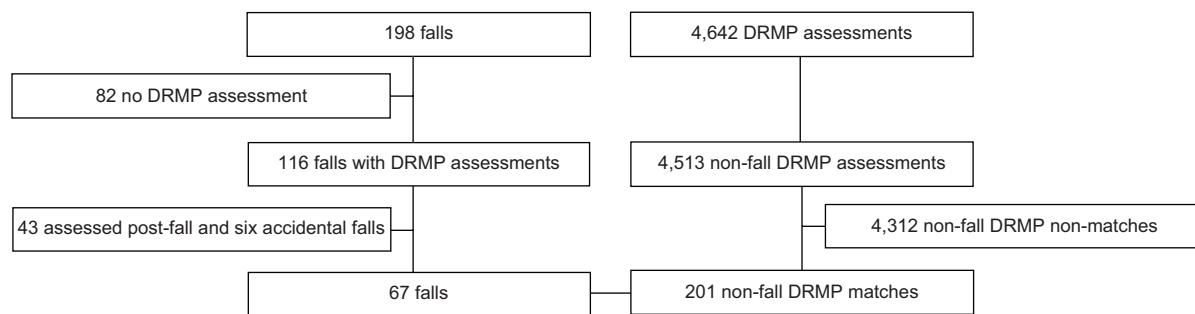 198 falls
4,642 DRMP assessments
82 no DRMP assessment
116 falls with DRMP assessments
4,513 non-fall DRMP assessments
43 assessed post-fall and six accidental falls
4,312 non-fall DRMP non-matches
67 falls
201 non-fall DRMP matches